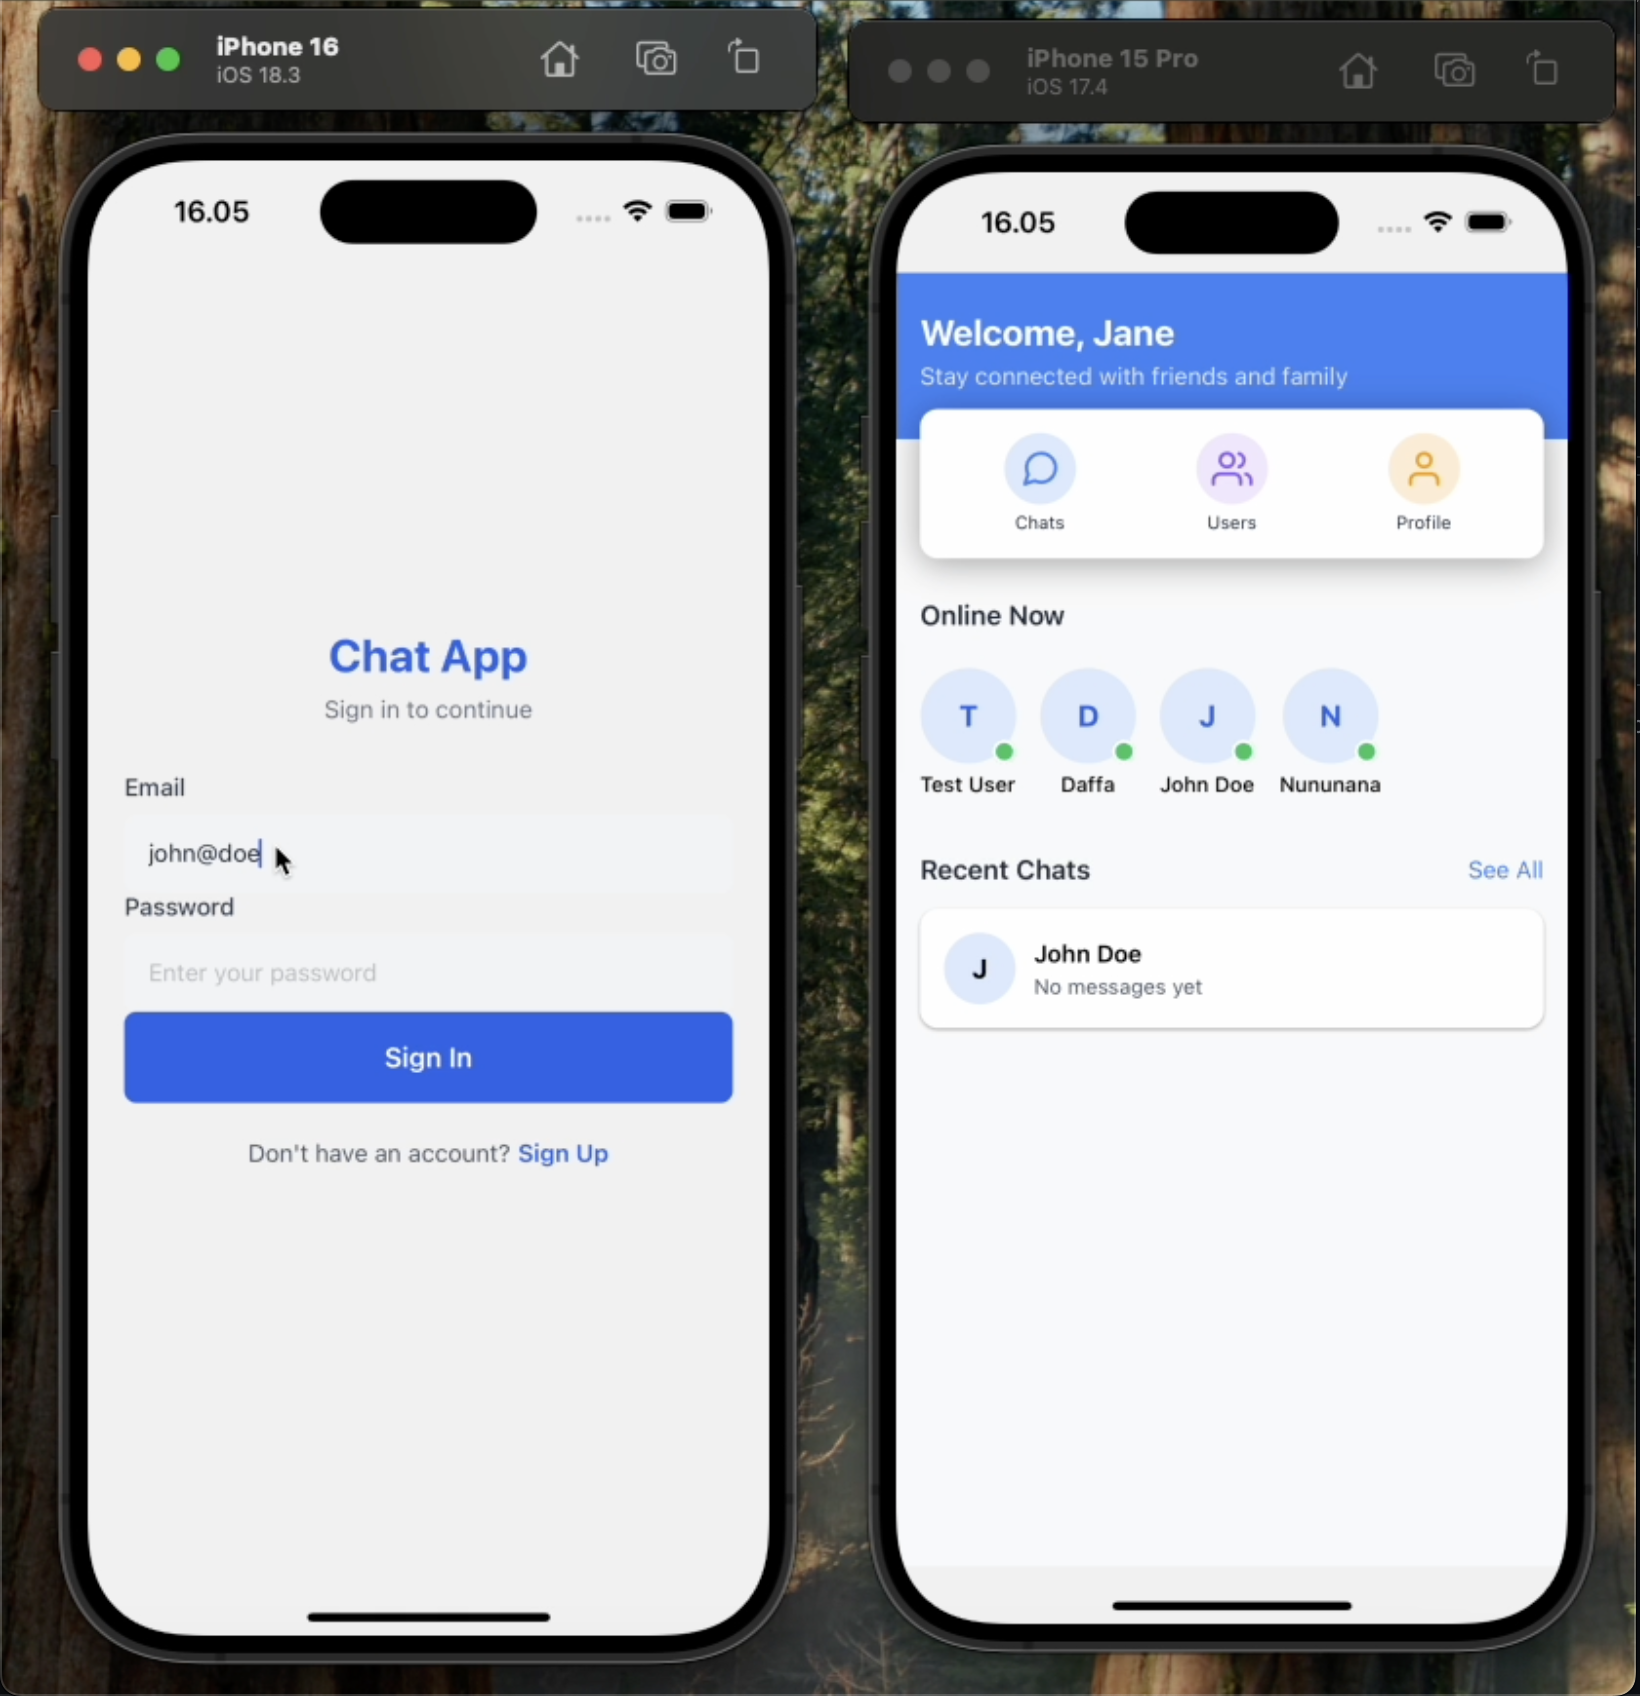 iPhone 16
iOS 18.3
16.05
Chat App
Sign in to continue
Email
john@doe
Password
Enter your password
Sign In
Don't have an account? Sign Up
iPhone 15 Pro
iOS 17.4
16.05
Welcome, Jane
Stay connected with friends and family
Chats Users Profile
Online Now
T D J N
Test User Daffa John Doe Nununana
Recent Chats See All
J
John Doe
No messages yet